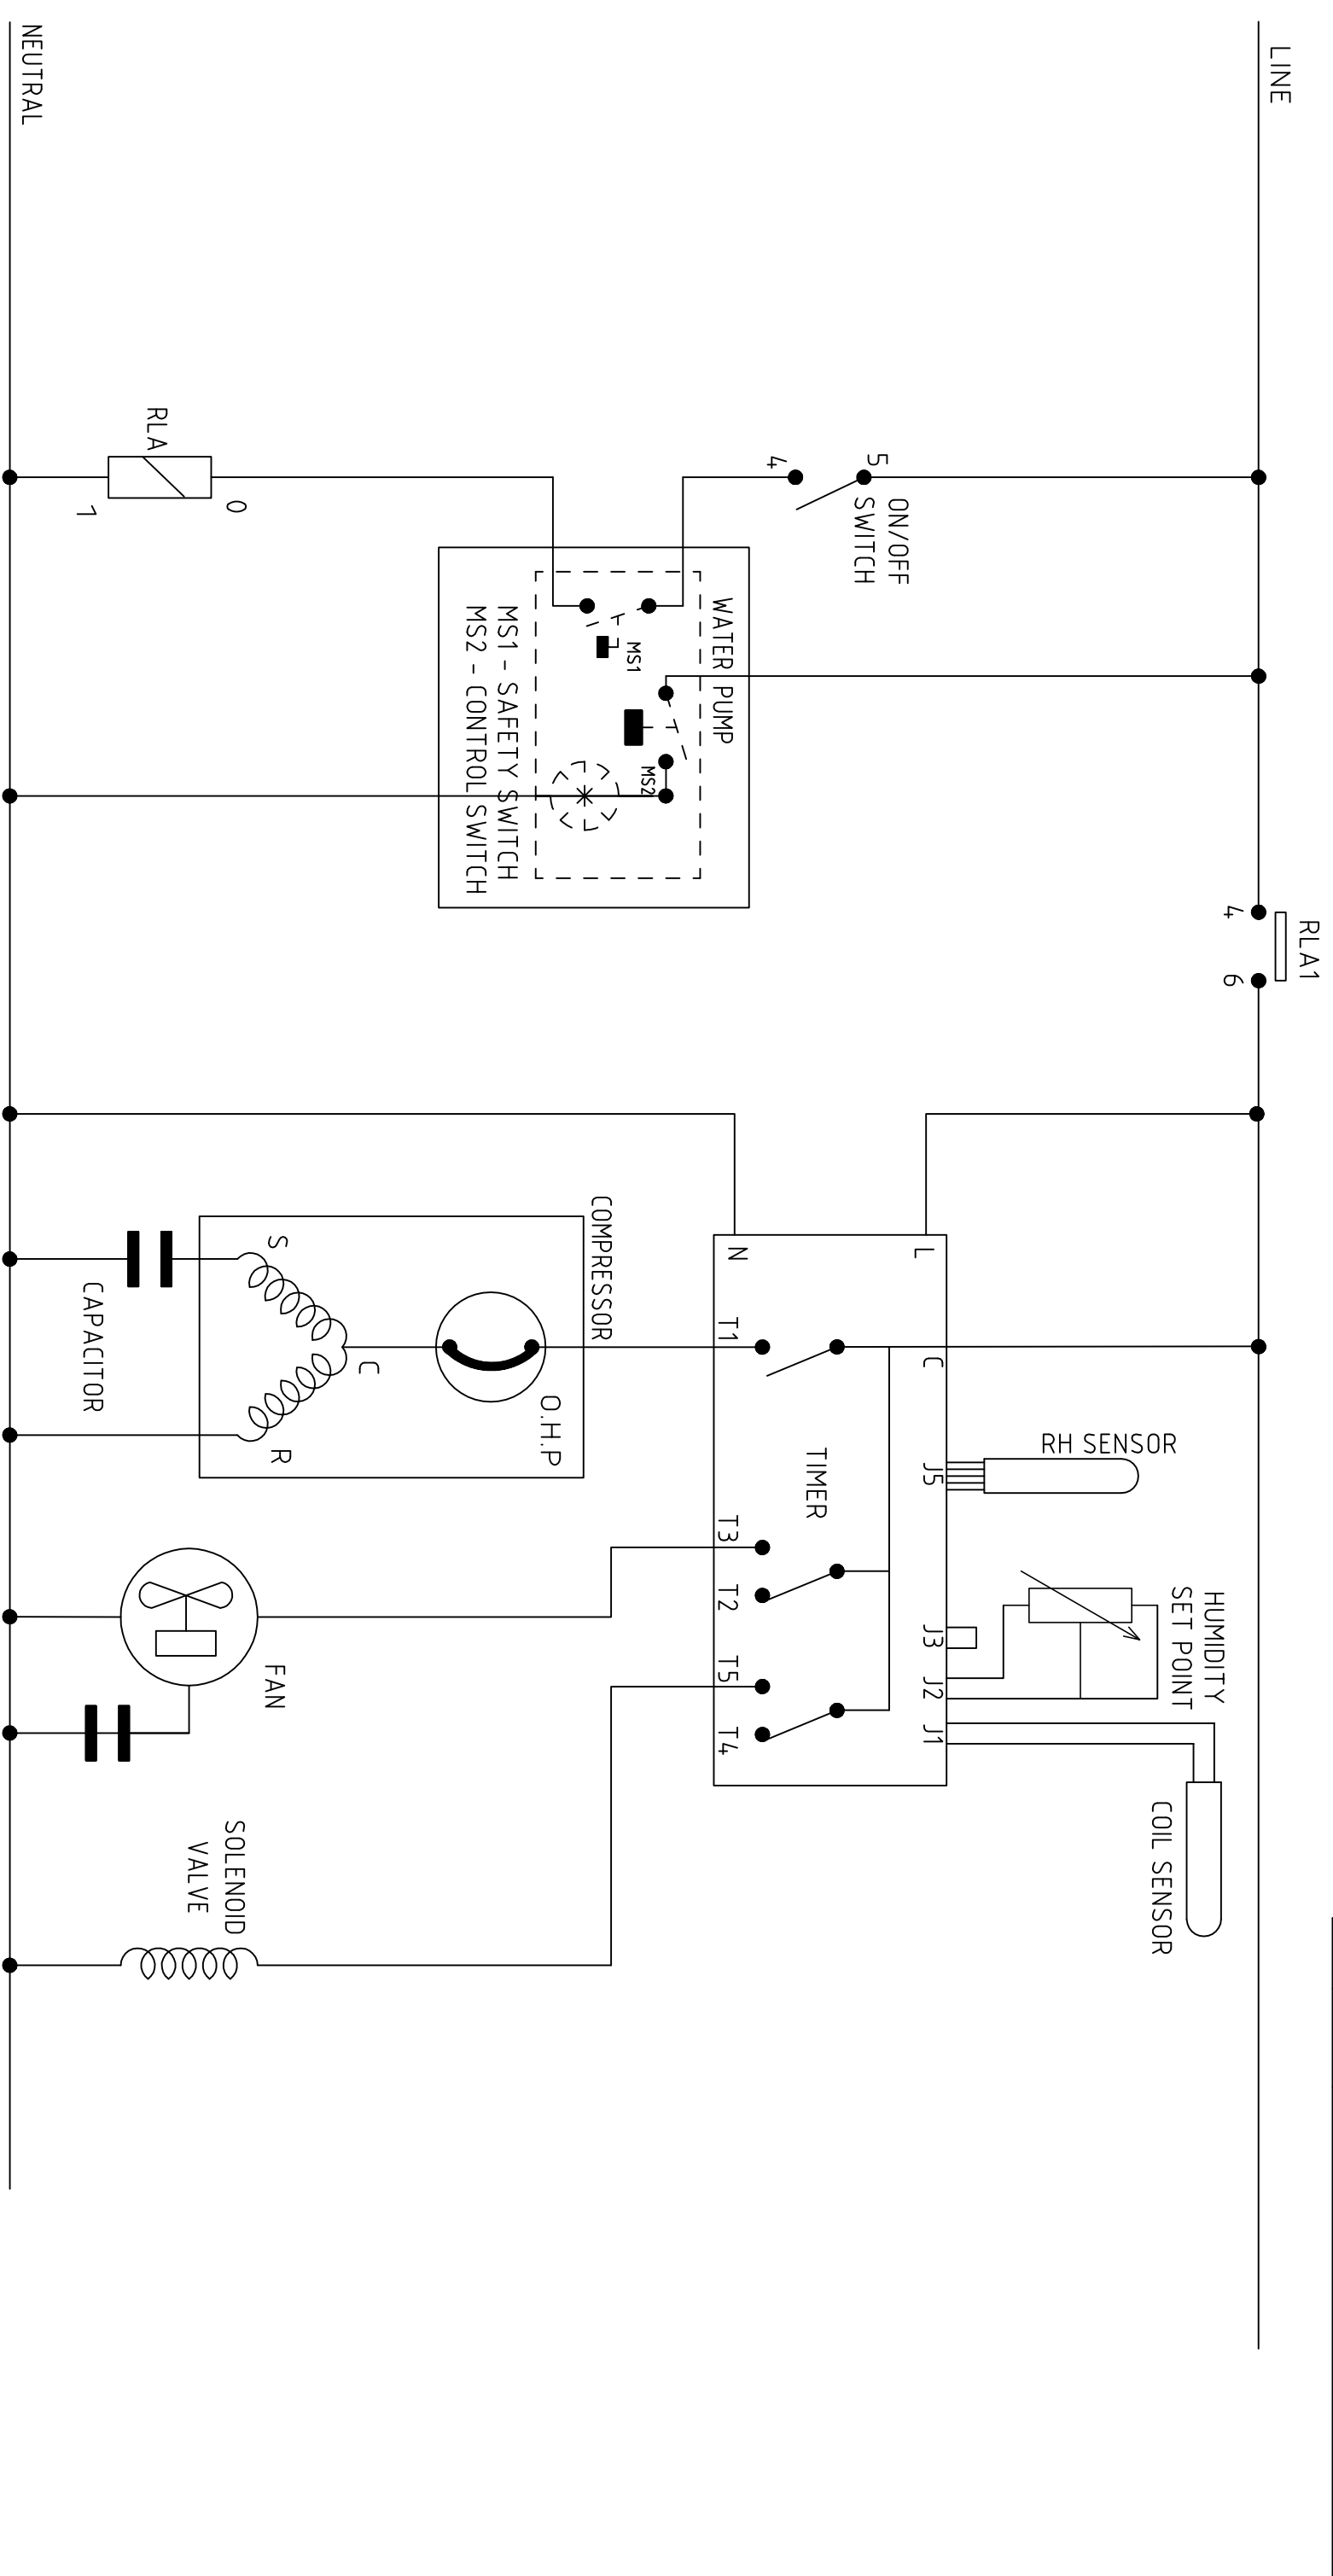 LINE
NEUTRAL
RLA
0
1
5
4
ON/OFF
SWITCH
WATER PUMP
MS1
MS2
MS1 - SAFETY SWITCH
MS2 - CONTROL SWITCH
RLA1
4
6
L
N
C
T1
COMPRESSOR
S
C
R
O.H.P
CAPACITOR
TIMER
J5
RH SENSOR
T3
T2
J3
J2
HUMIDITY
SET POINT
T5
T4
J1
COIL SENSOR
FAN
SOLENOID
VALVE